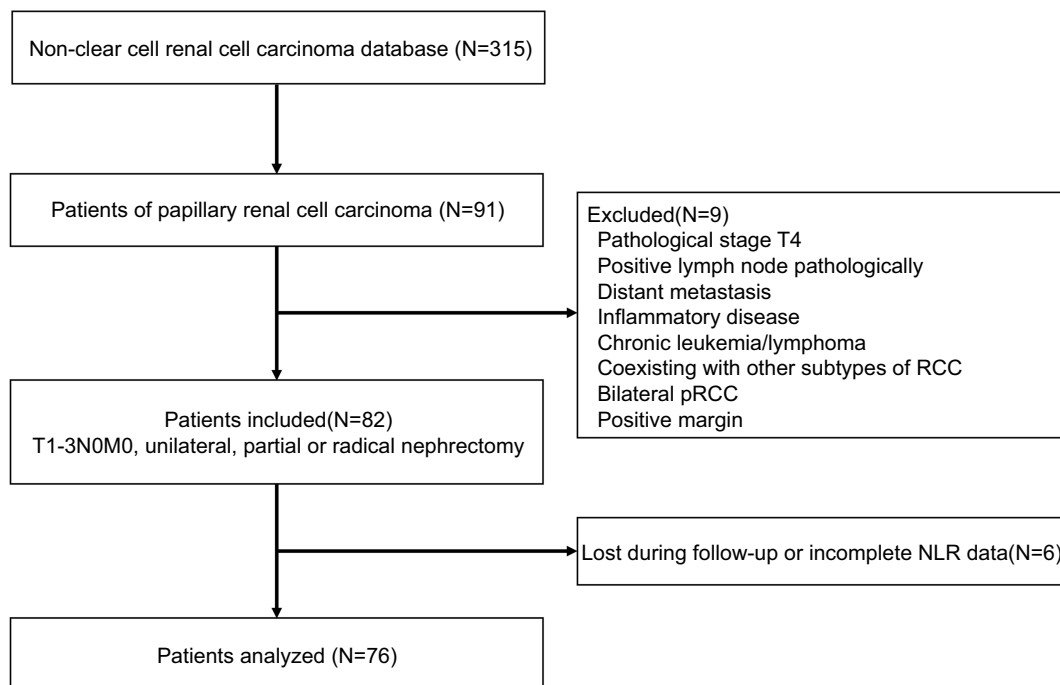 Non-clear cell renal cell carcinoma database (N=315)
Patients of papillary renal cell carcinoma (N=91)
Excluded(N=9)
Pathological stage T4
Positive lymph node pathologically
Distant metastasis
Inflammatory disease
Chronic leukemia/lymphoma
Coexisting with other subtypes of RCC
Bilateral pRCC
Positive margin
Patients included(N=82)
T1-3N0M0, unilateral, partial or radical nephrectomy
Lost during follow-up or incomplete NLR data(N=6)
Patients analyzed (N=76)